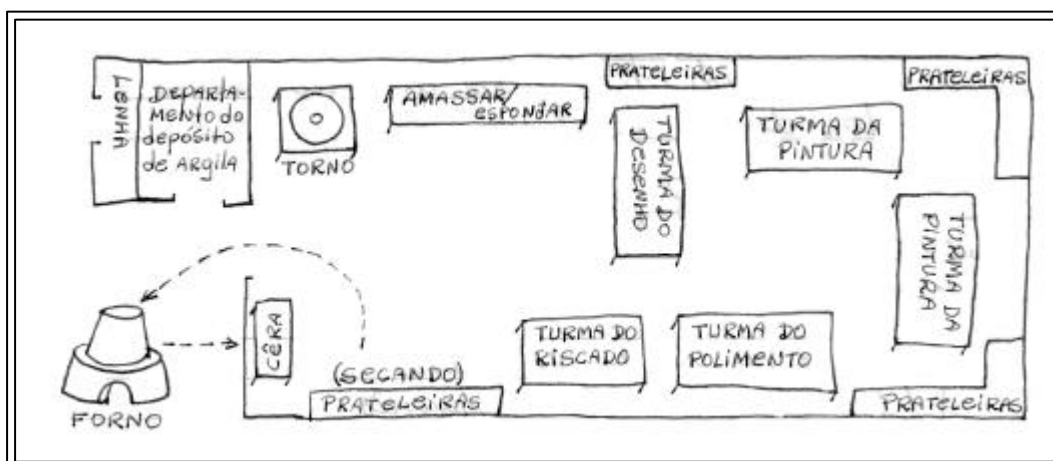 LENHA
DEPARTA-
MENTO do
depósito
de ARGILA
TORNO
AMASSAR/
espondar
PRATELEIRAS
PRATELEIRAS
TURMA DO
DESENHO
TURMA DA
PINTURA
TURMA DA
PINTURA
CÊRA
FORNO
(SECANDO)
PRATELEIRAS
TURMA DO
RISCADO
TURMA DO
POLIMENTO
PRATELEIRAS